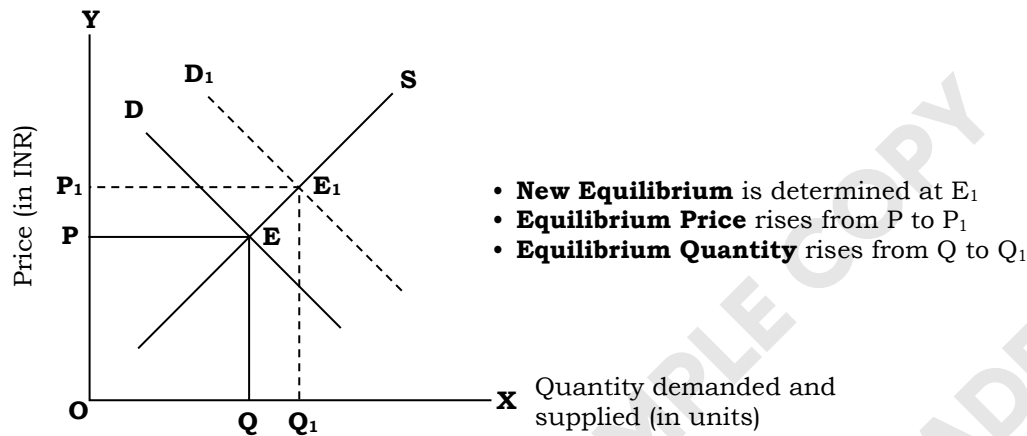 Y
D₁
S
D
Price (in INR)
P₁
E₁
P
E
• New Equilibrium is determined at E₁
• Equilibrium Price rises from P to P₁
• Equilibrium Quantity rises from Q to Q₁
O
Q
Q₁
X
Quantity demanded and
supplied (in units)